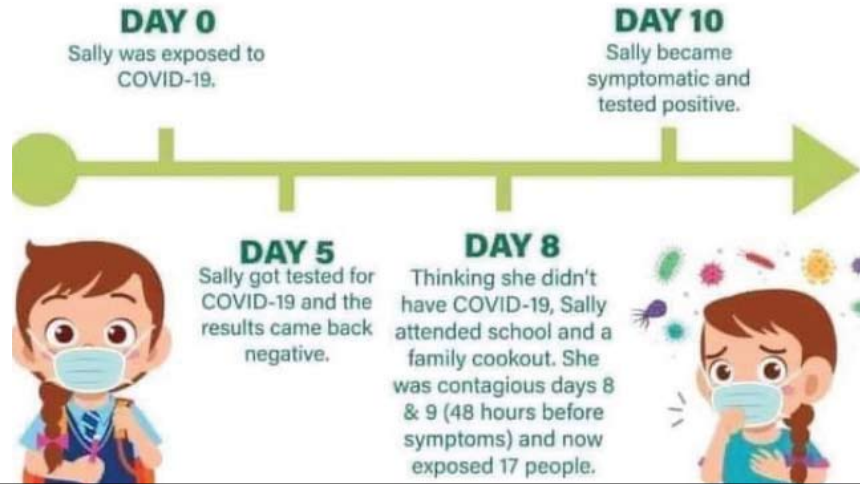 DAY 0
Sally was exposed to
COVID-19.
DAY 10
Sally became
symptomatic and
tested positive.
DAY 5
Sally got tested for
COVID-19 and the
results came back
negative.
DAY 8
Thinking she didn't
have COVID-19, Sally
attended school and a
family cookout. She
was contagious days 8
& 9 (48 hours before
symptoms) and now
exposed 17 people.